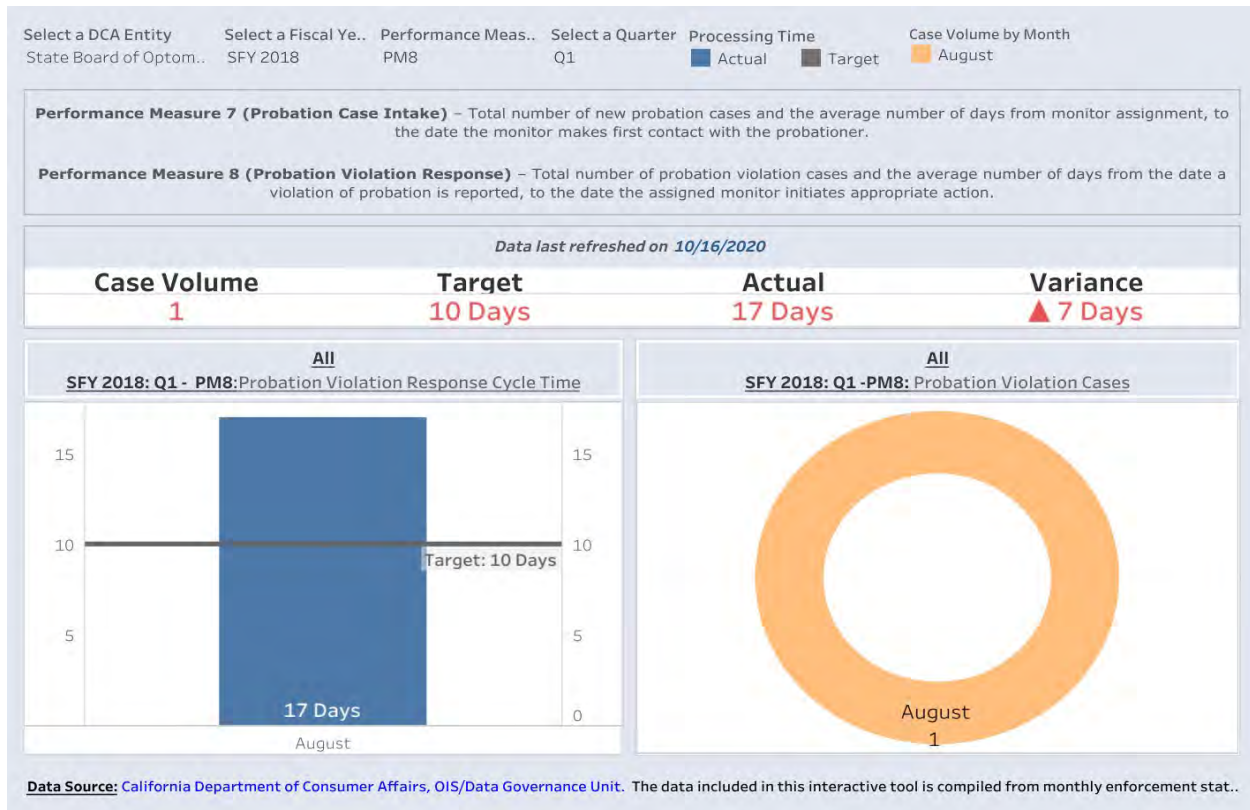 Select a DCA Entity Select a Fiscal Ye.. Performance Meas.. Select a Quarter Processing Time Case Volume by Month
State Board of Optom.. SFY 2018 PM8 Q1 Actual Target August
Performance Measure 7 (Probation Case Intake) – Total number of new probation cases and the average number of days from monitor assignment, to
the date the monitor makes first contact with the probationer.
Performance Measure 8 (Probation Violation Response) – Total number of probation violation cases and the average number of days from the date a
violation of probation is reported, to the date the assigned monitor initiates appropriate action.
Data last refreshed on 10/16/2020
Case Volume Target Actual Variance
1 10 Days 17 Days ▲ 7 Days
All
SFY 2018: Q1 - PM8:Probation Violation Response Cycle Time
15 15
10 10
Target: 10 Days
5 5
17 Days
0
August
All
SFY 2018: Q1 -PM8: Probation Violation Cases
August
1
Data Source: California Department of Consumer Affairs, OIS/Data Governance Unit. The data included in this interactive tool is compiled from monthly enforcement stat..